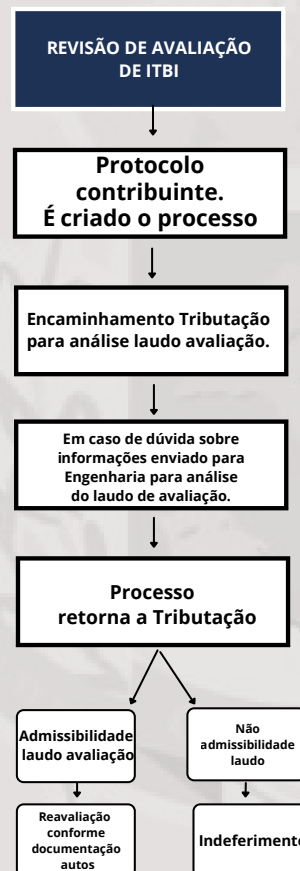 REVISÃO DE AVALIAÇÃO
DE ITBI
Protocolo
contribuinte.
É criado o processo
Encaminhamento Tributação
para análise laudo avaliação.
Em caso de dúvida sobre
informações enviado para
Engenharia para análise
do laudo de avaliação.
Processo
retorna a Tributação
Admissibilidade
laudo avaliação
Não
admissibilidade
laudo
Reavaliação
conforme
documentação
autos
Indeferimento